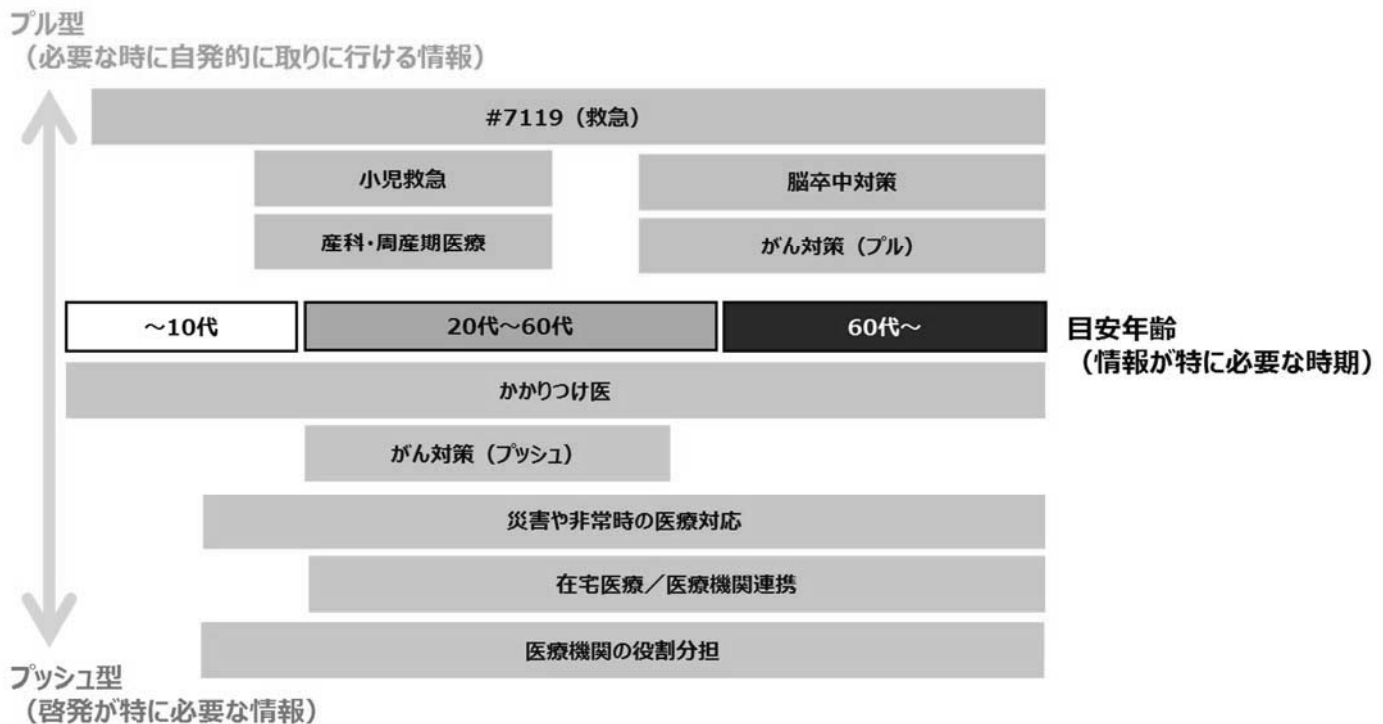 プル型
（必要な時に自発的に取りに行ける情報）
#7119（救急）
小児救急
脳卒中対策
産科・周産期医療
がん対策（プル）
～10代
20代～60代
60代～
目安年齢
（情報が特に必要な時期）
かかりつけ医
がん対策（プッシュ）
災害や非常時の医療対応
在宅医療／医療機関連携
医療機関の役割分担
プッシュ型
（啓発が特に必要な情報）